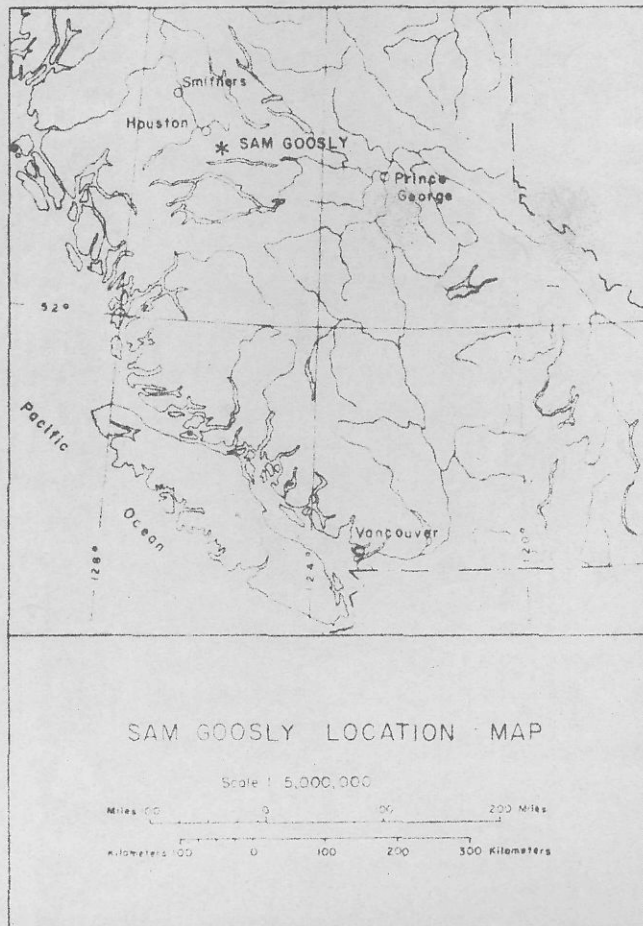 Smithers
Houston
* SAM GOOSLY
Prince
George
52°
Pacific
Ocean
Vancouver
128°
124°
120°
SAM GOOSLY LOCATION MAP
Scale 1: 5,000,000
Miles 100 0 100 200 Miles
Kilometers 100 0 100 200 300 Kilometers